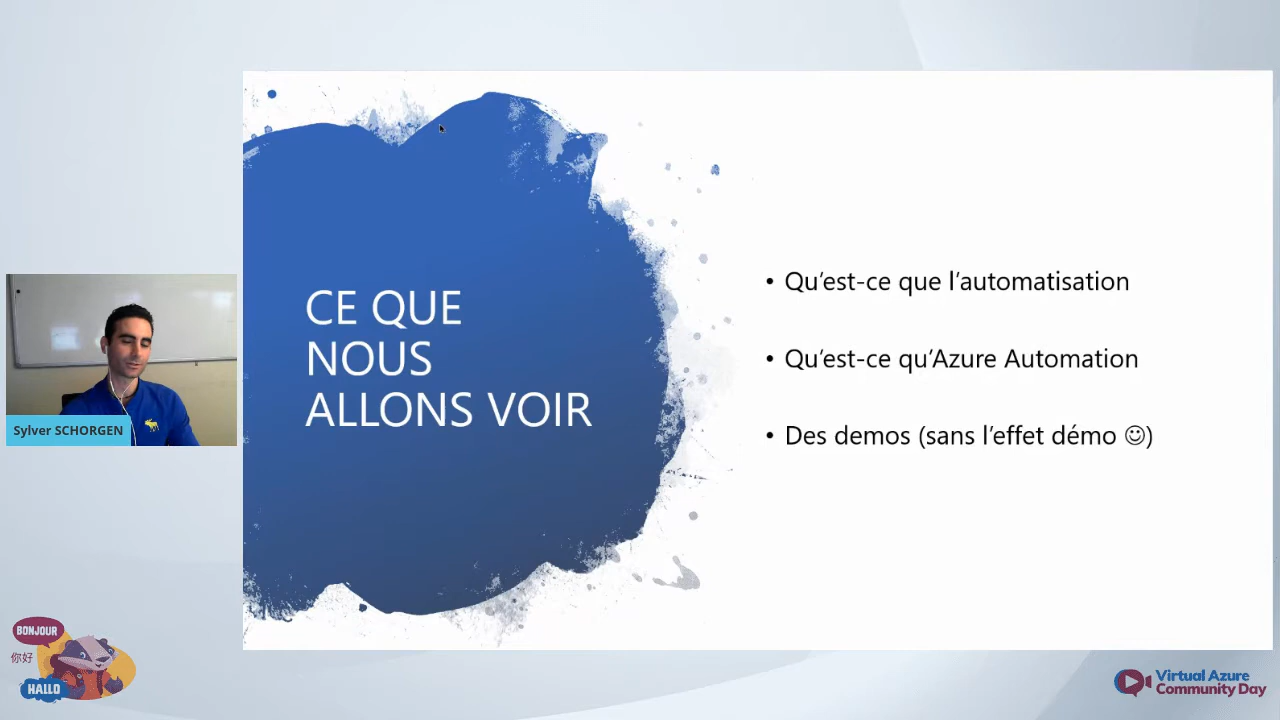 CE QUE
NOUS
ALLONS VOIR
• Qu’est-ce que l’automatisation
• Qu’est-ce qu’Azure Automation
• Des demos (sans l’effet démo ☺)
Sylver SCHORGEN
BONJOUR
你好
HALLO
Virtual Azure
Community Day